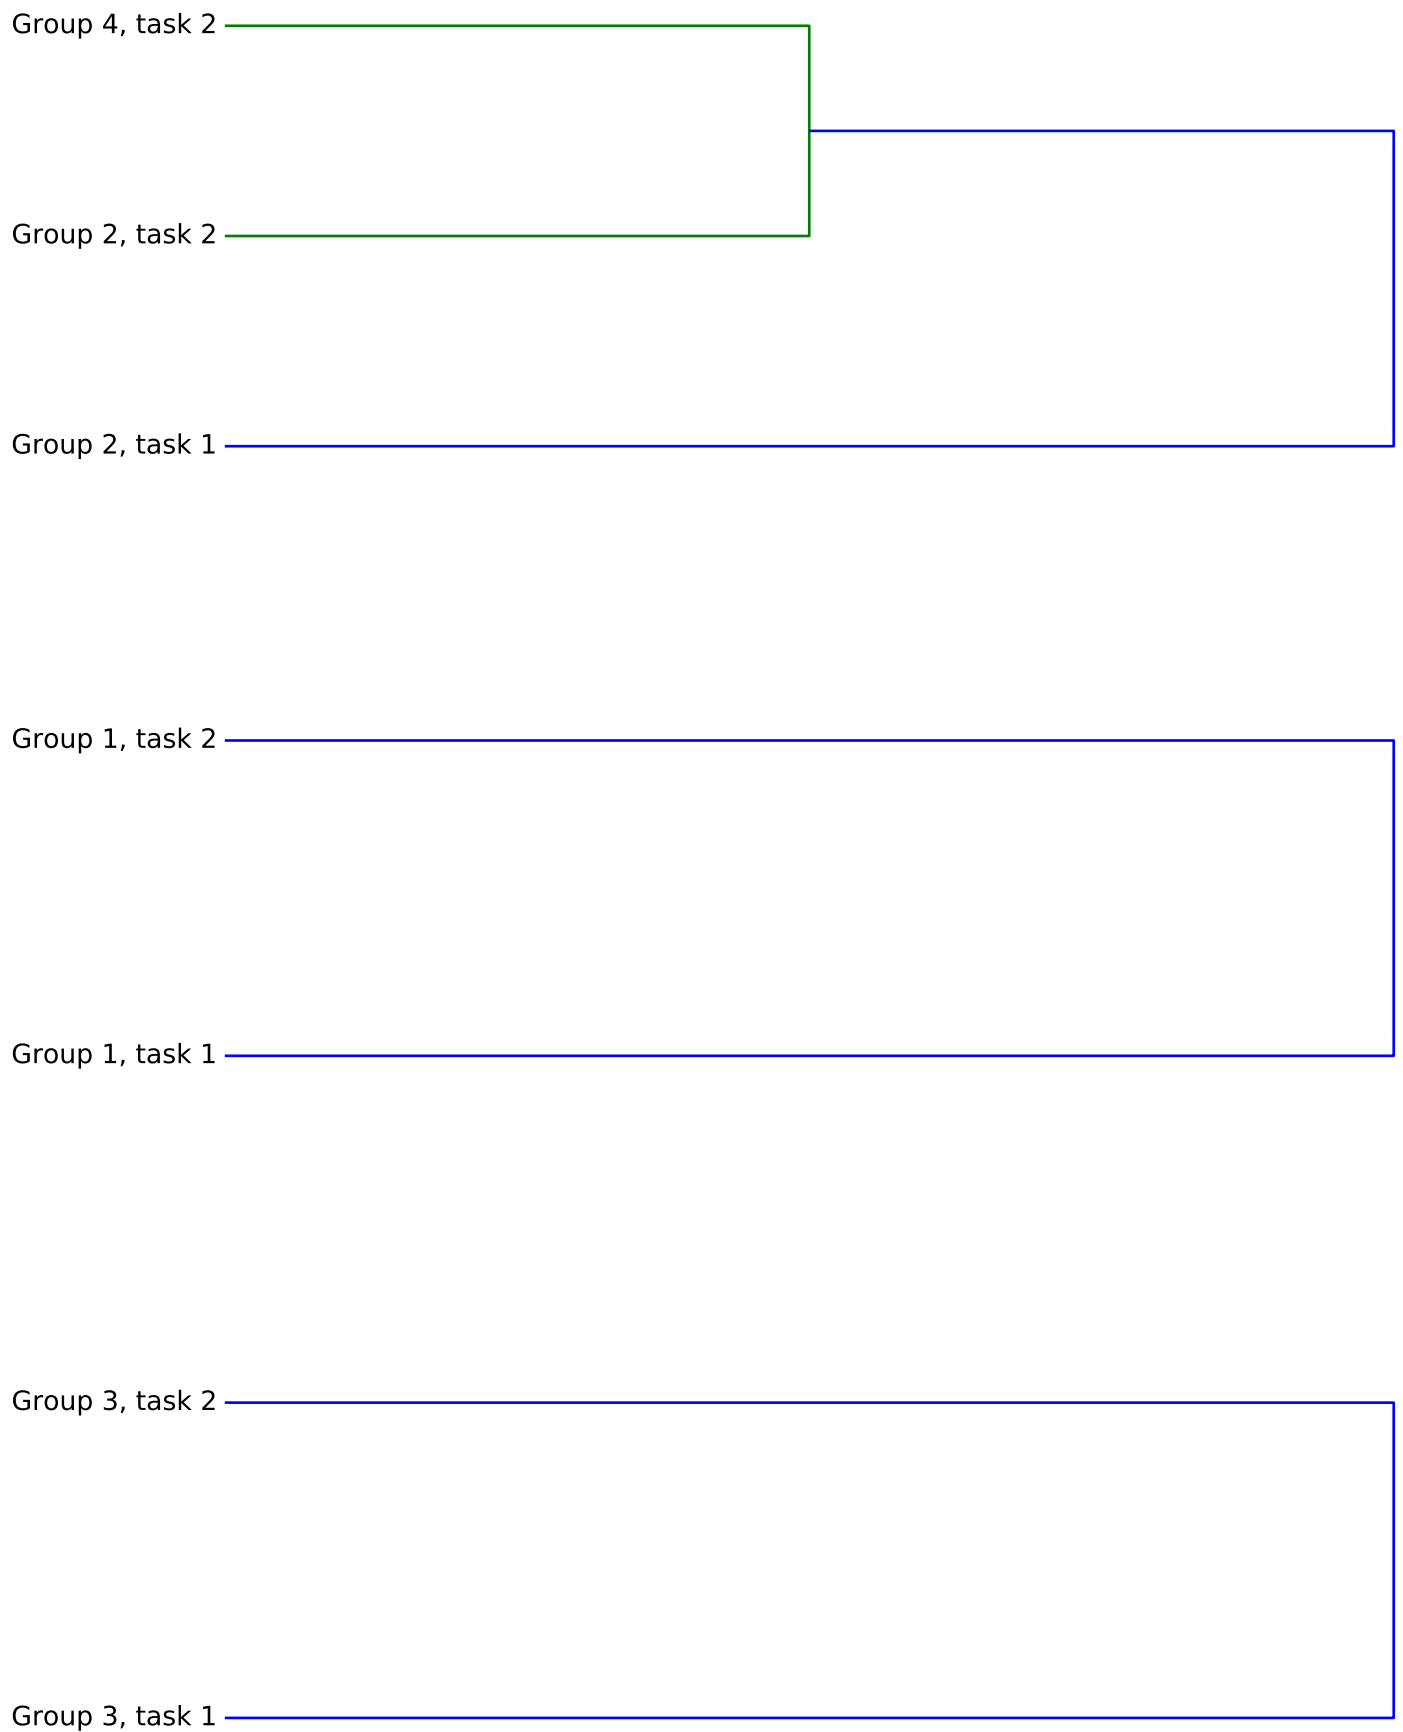 Group 4, task 2
Group 2, task 2
Group 2, task 1
Group 1, task 2
Group 1, task 1
Group 3, task 2
Group 3, task 1